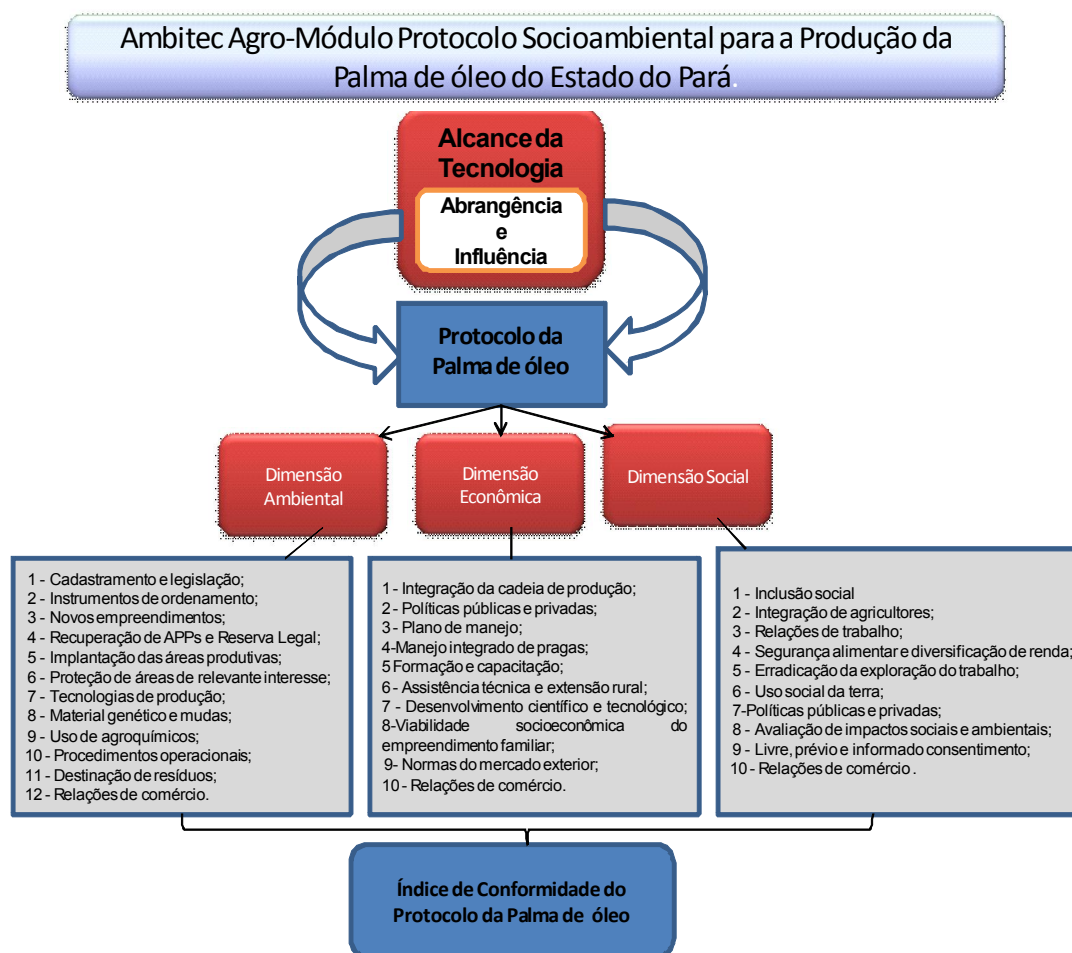 Ambitec Agro-Módulo Protocolo Socioambiental para a Produção da
Palma de óleo do Estado do Pará.
Alcance da
Tecnologia
Abrangência
e
Influência
Protocolo da
Palma de óleo
Dimensão
Ambiental
Dimensão
Econômica
Dimensão Social
1 - Cadastramento e legislação;
2 - Instrumentos de ordenamento;
3 - Novos empreendimentos;
4 - Recuperação de APPs e Reserva Legal;
5 - Implantação das áreas produtivas;
6 - Proteção de áreas de relevante interesse;
7 - Tecnologias de produção;
8 - Material genético e mudas;
9 - Uso de agroquímicos;
10 - Procedimentos operacionais;
11 - Destinação de resíduos;
12 - Relações de comércio.
1 - Integração da cadeia de produção;
2 - Políticas públicas e privadas;
3 - Plano de manejo;
4-Manejo integrado de pragas;
5 Formação e capacitação;
6 - Assistência técnica e extensão rural;
7 - Desenvolvimento científico e tecnológico;
8-Viabilidade socioeconômica do
empreendimento familiar;
9- Normas do mercado exterior;
10 - Relações de comércio.
1 - Inclusão social
2 - Integração de agricultores;
3 - Relações de trabalho;
4 - Segurança alimentar e diversificação de renda;
5 - Erradicação da exploração do trabalho;
6 - Uso social da terra;
7-Políticas públicas e privadas;
8 - Avaliação de impactos sociais e ambientais;
9 - Livre, prévio e informado consentimento;
10 - Relações de comércio .
Índice de Conformidade do
Protocolo da Palma de óleo